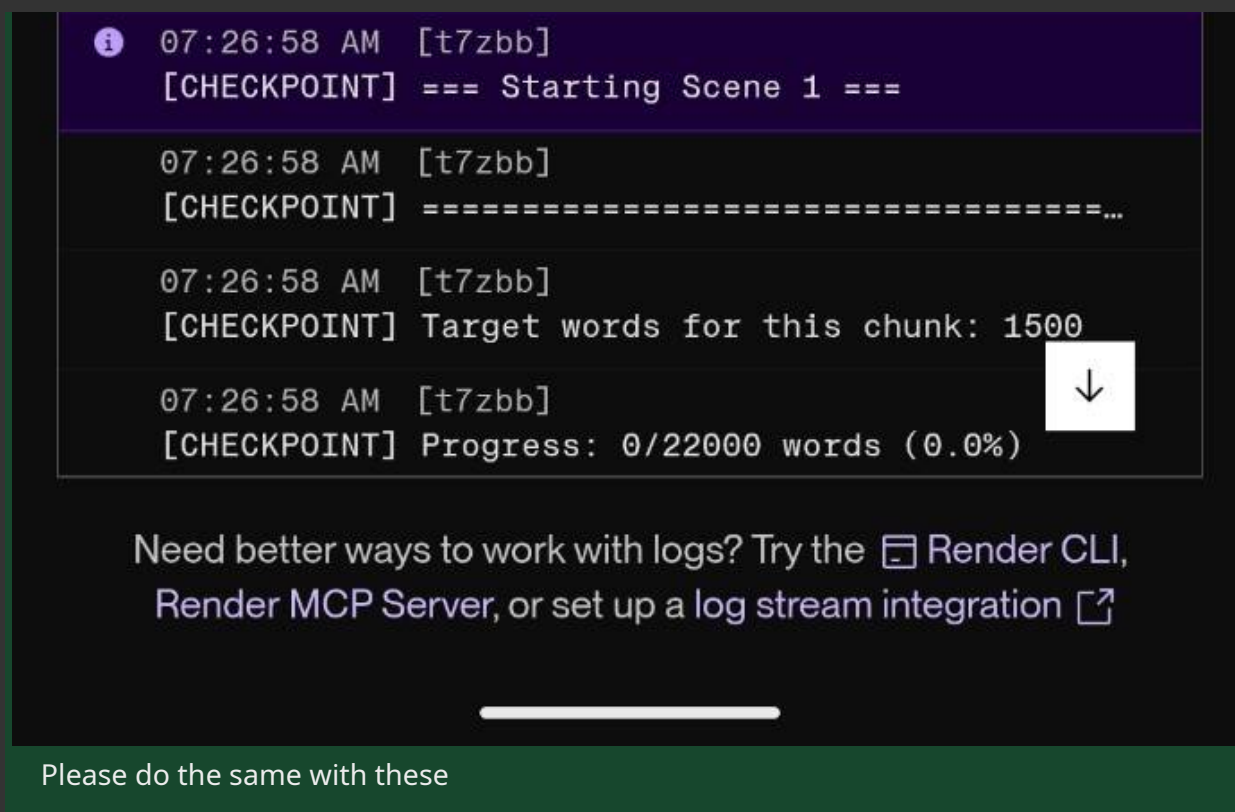 07:26:58 AM [t7zbb]
[CHECKPOINT] === Starting Scene 1 ===
07:26:58 AM [t7zbb]
[CHECKPOINT] ==================================…
07:26:58 AM [t7zbb]
[CHECKPOINT] Target words for this chunk: 1500
07:26:58 AM [t7zbb]
[CHECKPOINT] Progress: 0/22000 words (0.0%)
Need better ways to work with logs? Try the Render CLI,
Render MCP Server, or set up a log stream integration
Please do the same with these